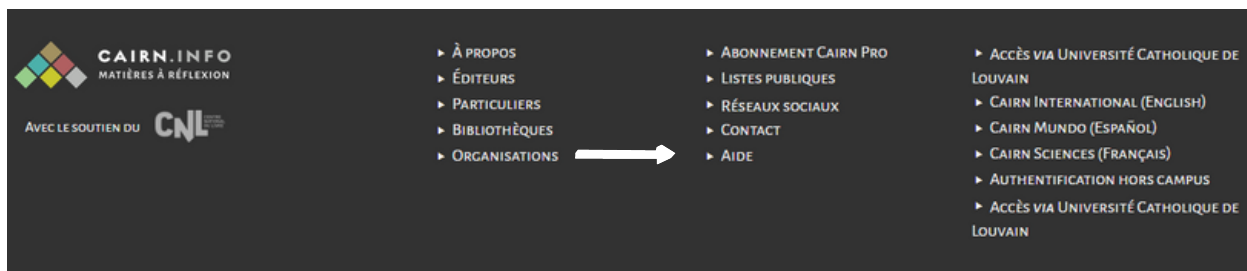 CAIRN.INFO
MATIÈRES À RÉFLEXION
AVEC LE SOUTIEN DU CNL
À PROPOS
ÉDITEURS
PARTICULIERS
BIBLIOTHÈQUES
ORGANISATIONS
ABONNEMENT CAIRN PRO
LISTES PUBLIQUES
RÉSEAUX SOCIAUX
CONTACT
AIDE
ACCÈS VIA UNIVERSITÉ CATHOLIQUE DE
LOUVAIN
CAIRN INTERNATIONAL (ENGLISH)
CAIRN MUNDO (ESPAÑOL)
CAIRN SCIENCES (FRANÇAIS)
AUTHENTIFICATION HORS CAMPUS
ACCÈS VIA UNIVERSITÉ CATHOLIQUE DE
LOUVAIN